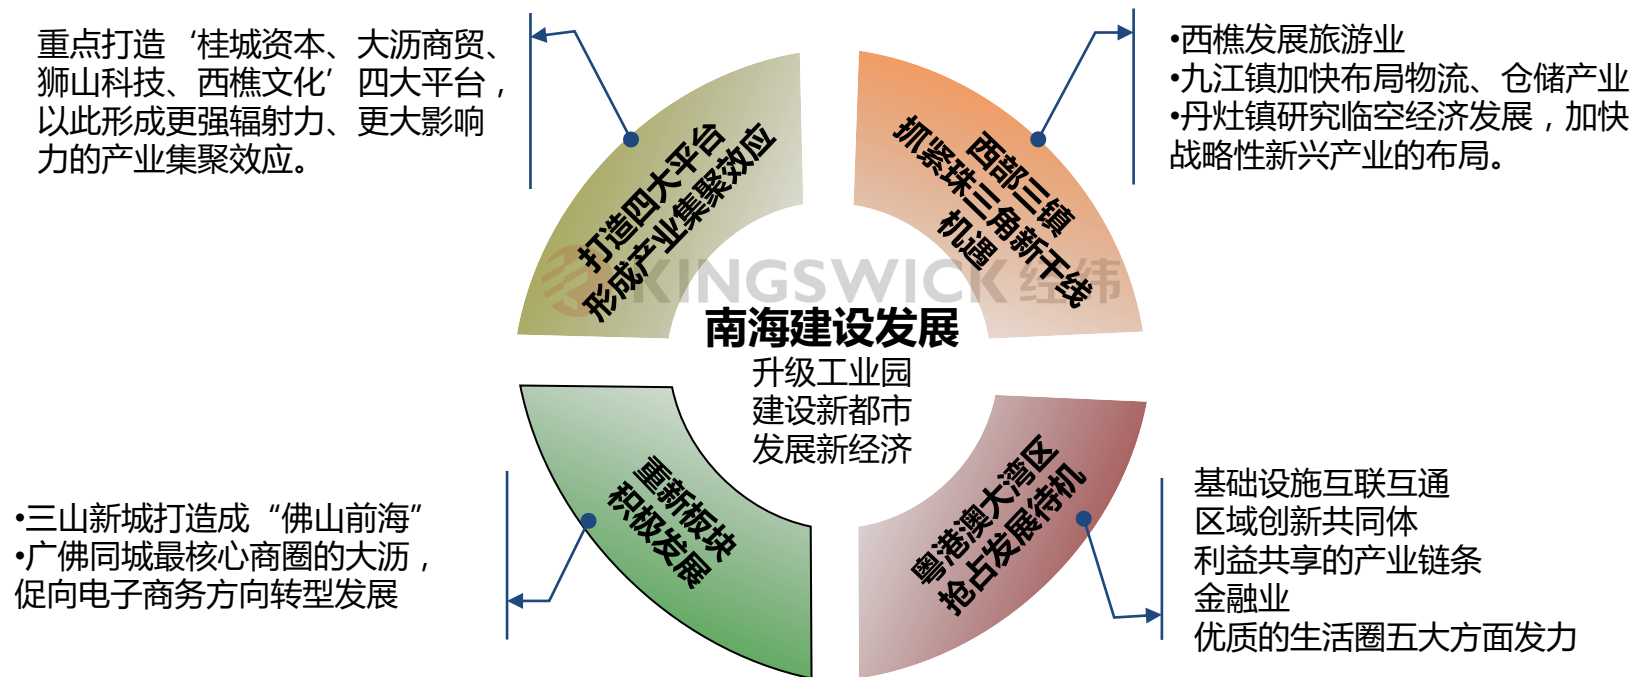 重点打造‘桂城资本、大沥商贸、
狮山科技、西樵文化’四大平台，
以此形成更强辐射力、更大影响
力的产业集聚效应。
打造四大平台
形成产业集聚效应
西部三镇
抓紧珠三角新干线
机遇
•西樵发展旅游业
•九江镇加快布局物流、仓储产业
•丹灶镇研究临空经济发展，加快
战略性新兴产业的布局。
KINGSWICK 经纬
南海建设发展
升级工业园
建设新都市
发展新经济
•三山新城打造成“佛山前海”
•广佛同城最核心商圈的大沥，
促向电子商务方向转型发展
重新板块
积极发展
粤港澳大湾区
抢占发展待机
基础设施互联互通
区域创新共同体
利益共享的产业链条
金融业
优质的生活圈五大方面发力